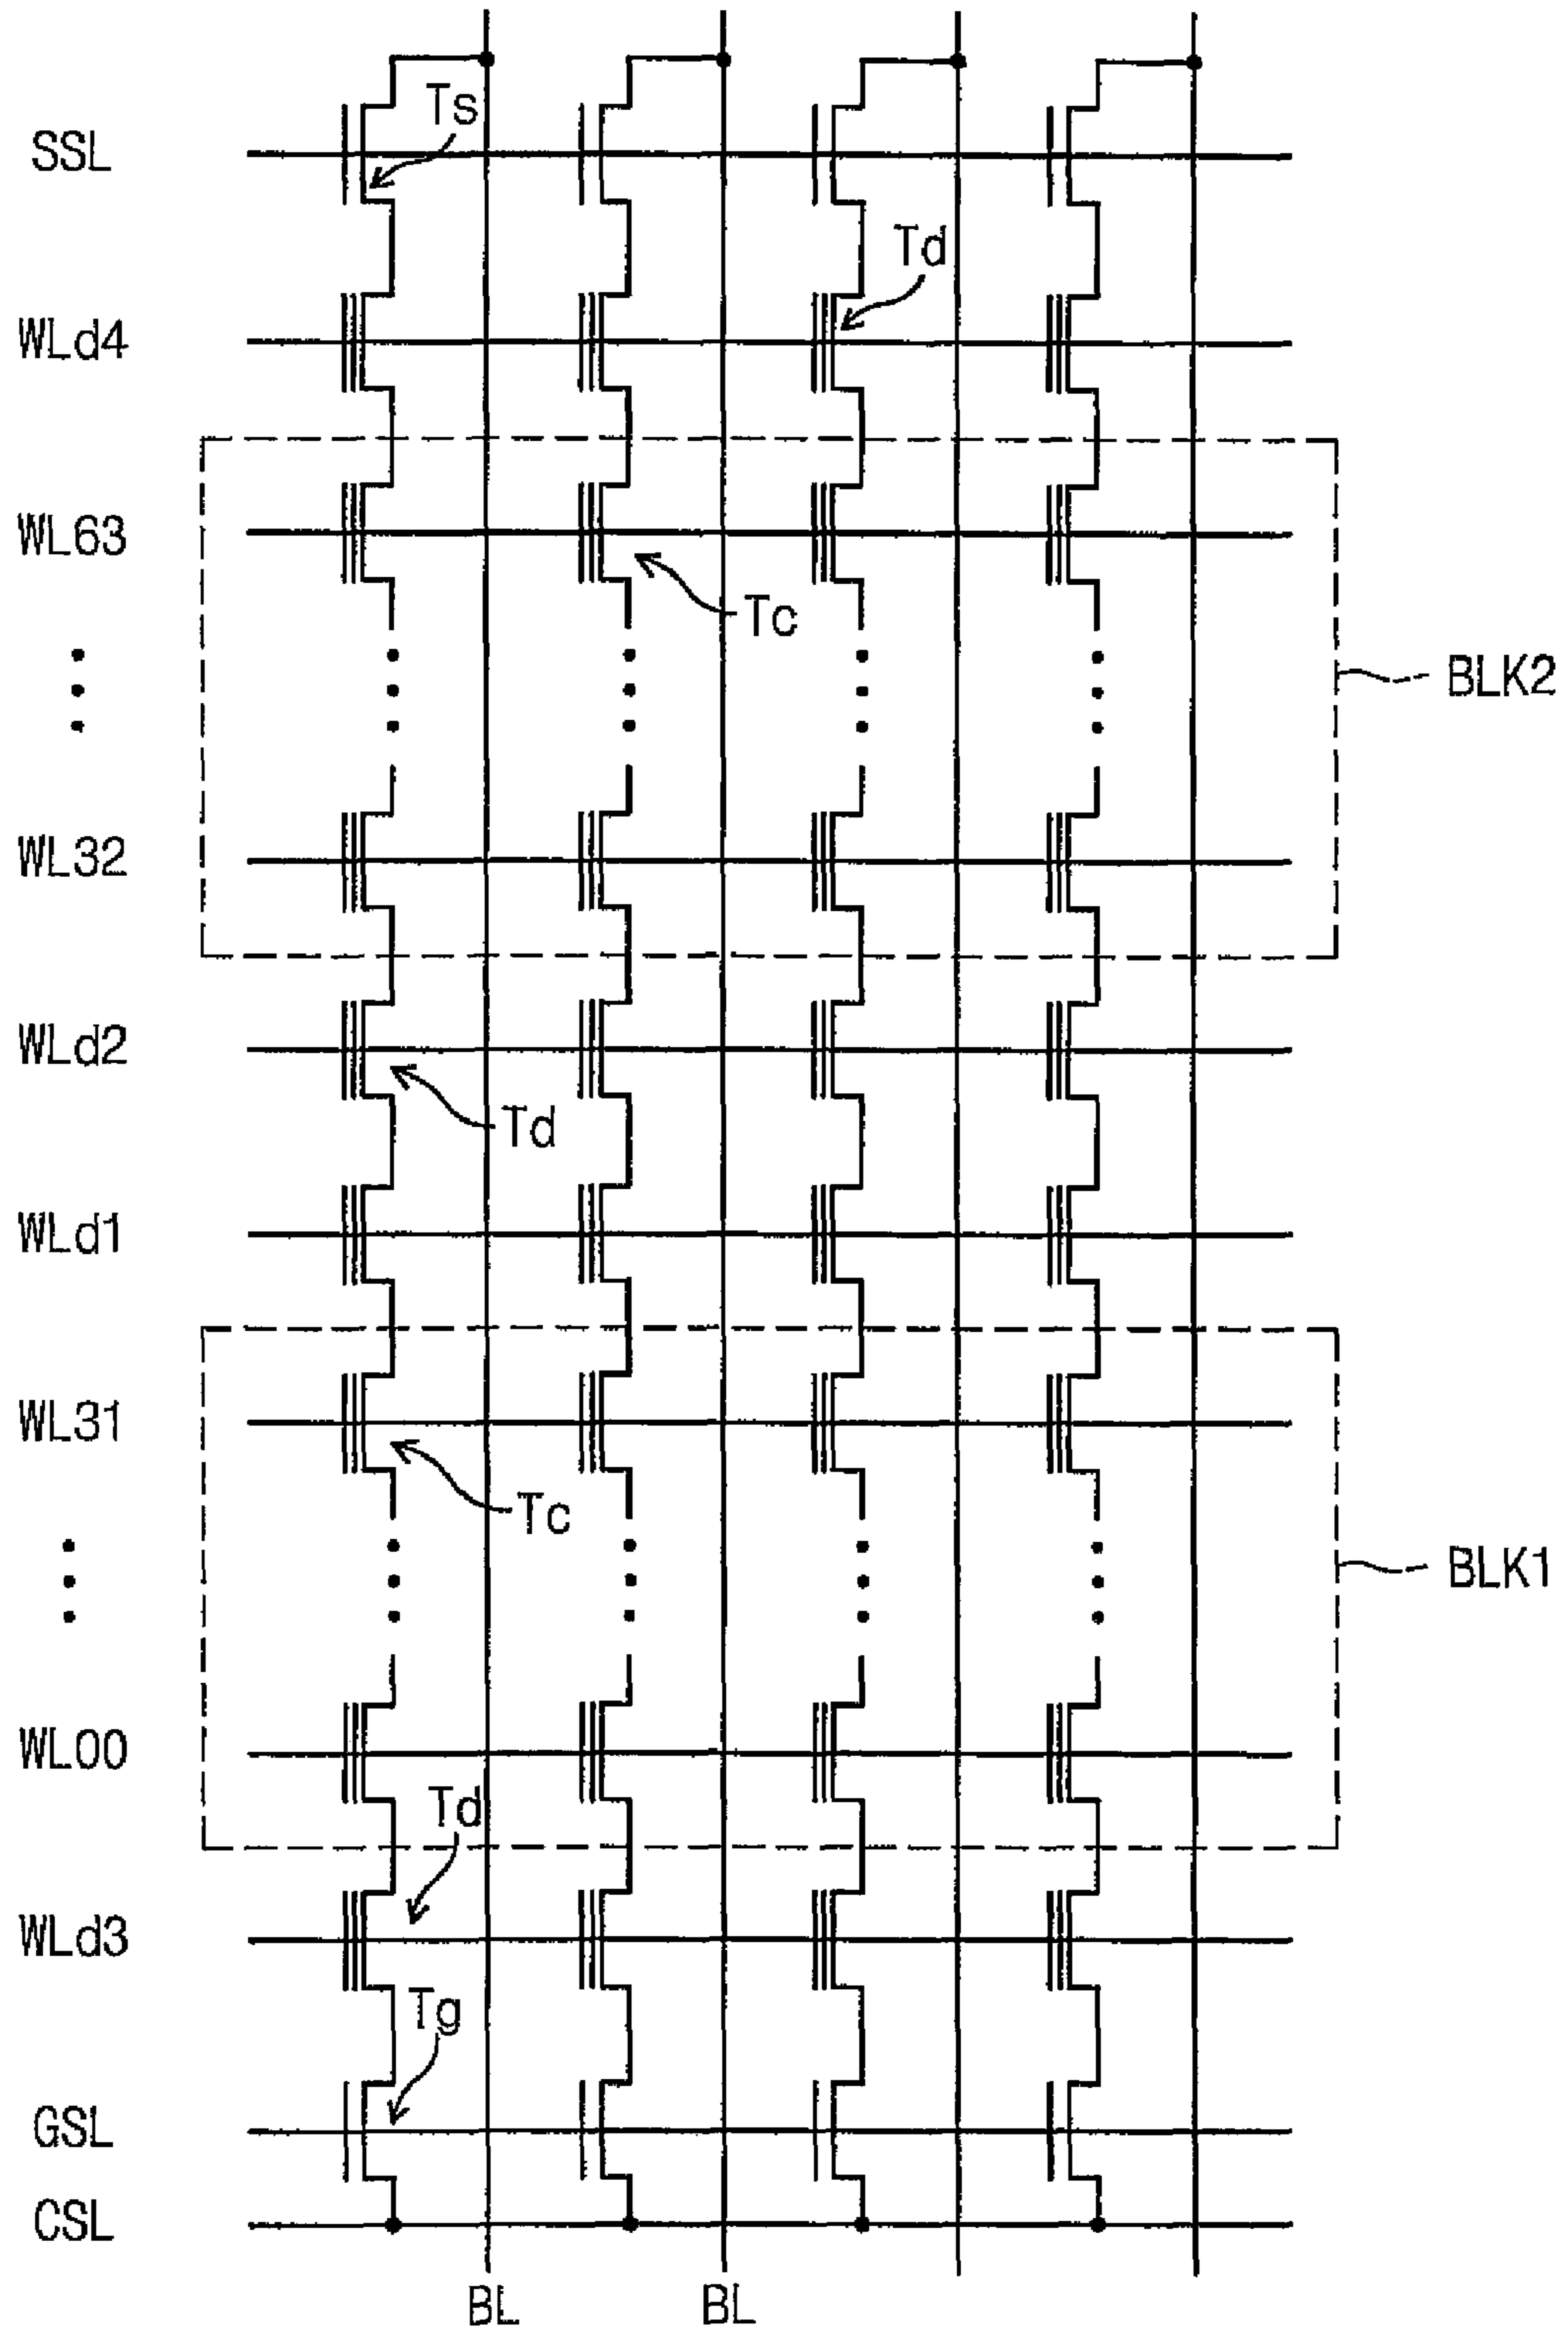 Ts
SSL
Td
WLd4
WL63
Tc
BLK2
WL32
WLd2
Td
WLd1
WL31
Tc
BLK1
WL00
Td
WLd3
Tg
GSL
CSL
BL BL